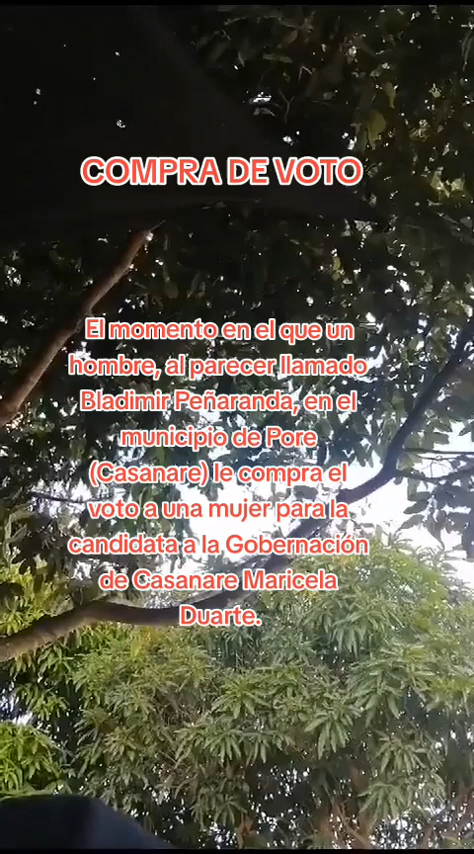 COMPRA DE VOTO
El momento en el que un
hombre, al parecer llamado
Bladimir Peñaranda, en el
municipio de Pore
(Casanare) le compra el
voto a una mujer para la
candidata a la Gobernación
de Casanare Maricela
Duarte.